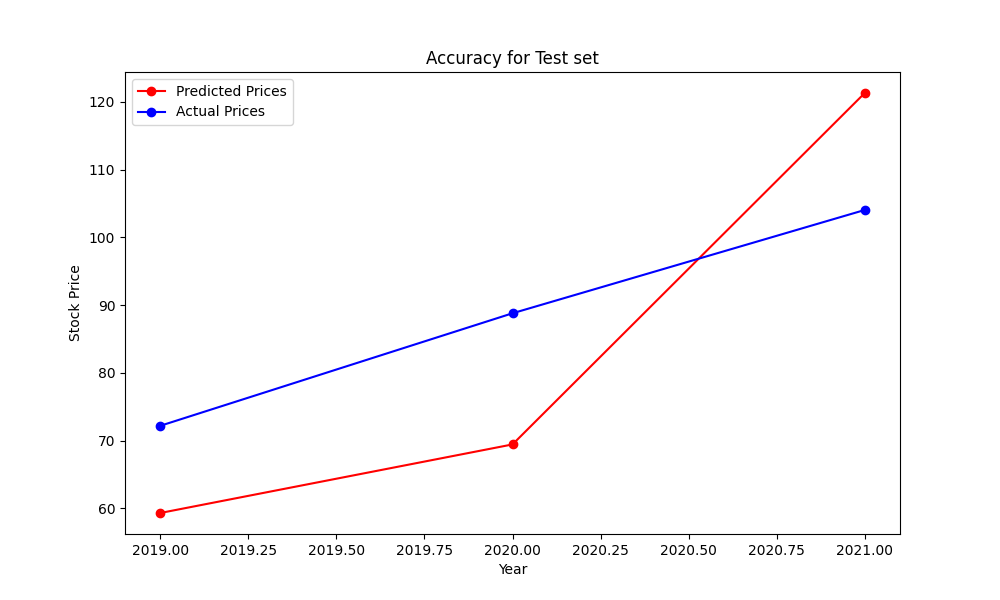 Accuracy for Test set
Predicted Prices
Actual Prices
120
110
100
90
80
70
60
Stock Price
2019.00 2019.25 2019.50 2019.75 2020.00 2020.25 2020.50 2020.75 2021.00
Year